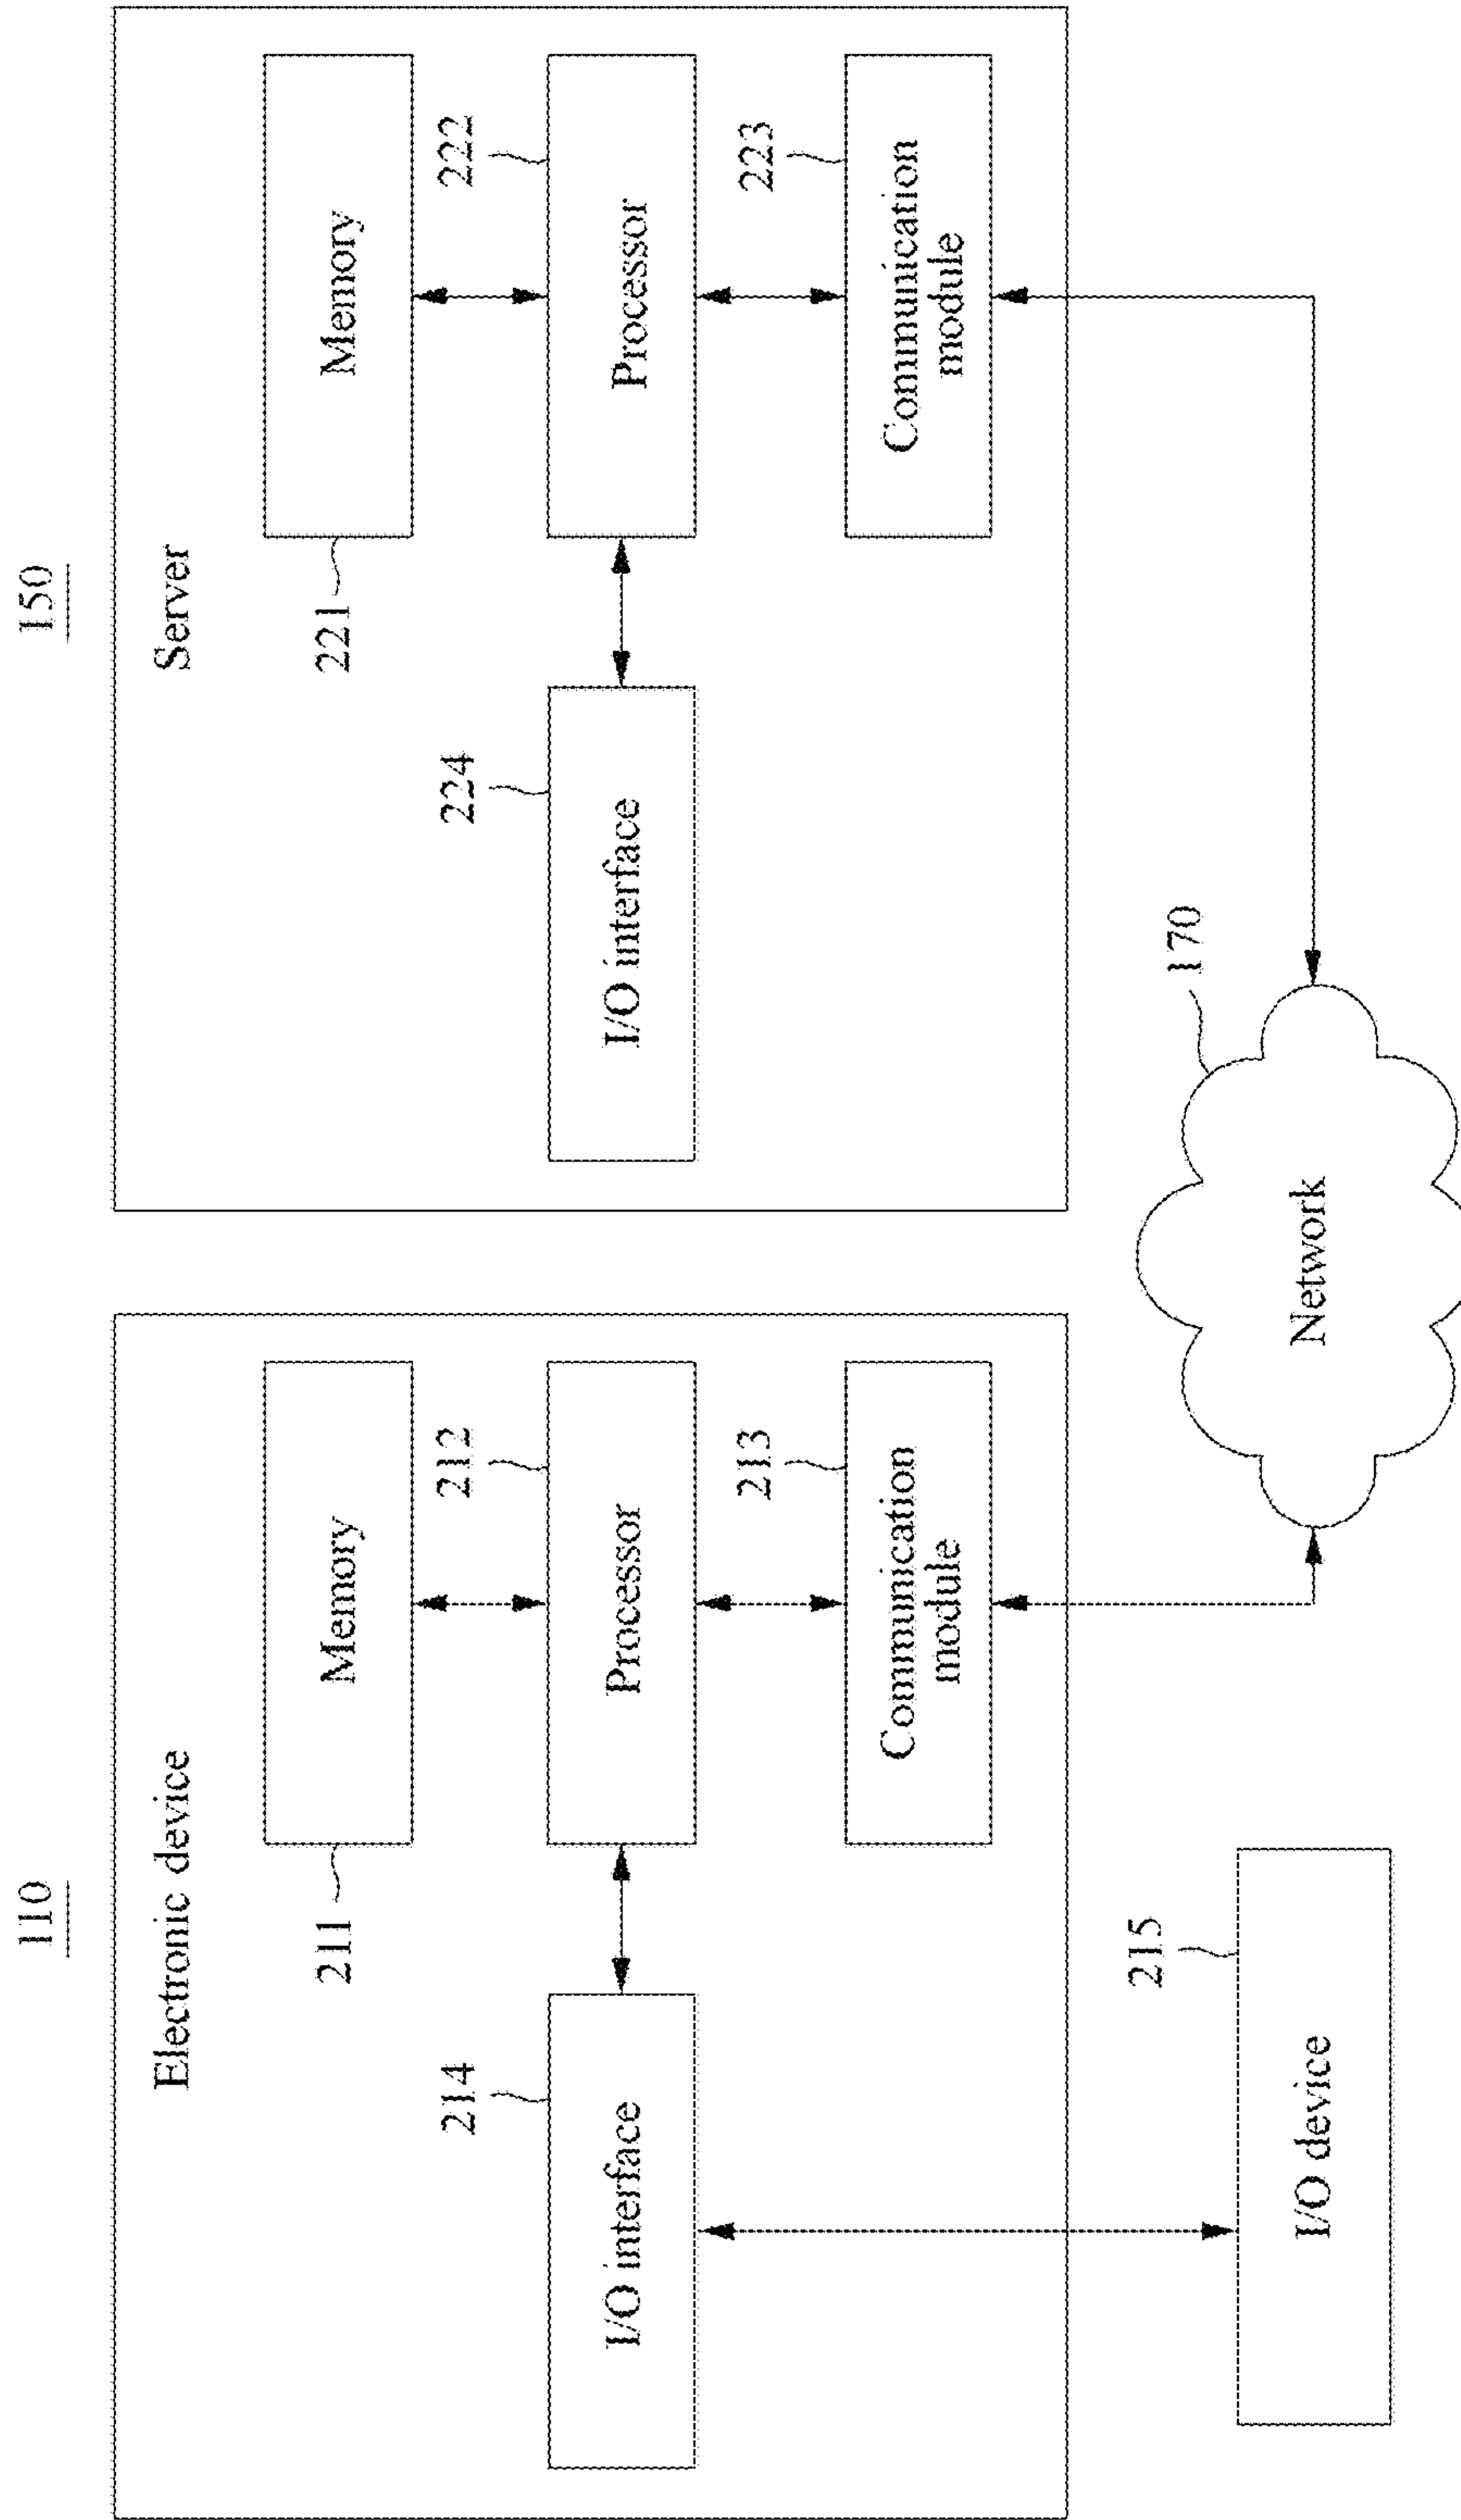 110
Electronic device
211
Memory
212
214
I/O interface
Processor
213
Communication
module
215
I/O device
150
Server
221
Memory
222
224
I/O interface
Processor
223
Communication
module
170
Network